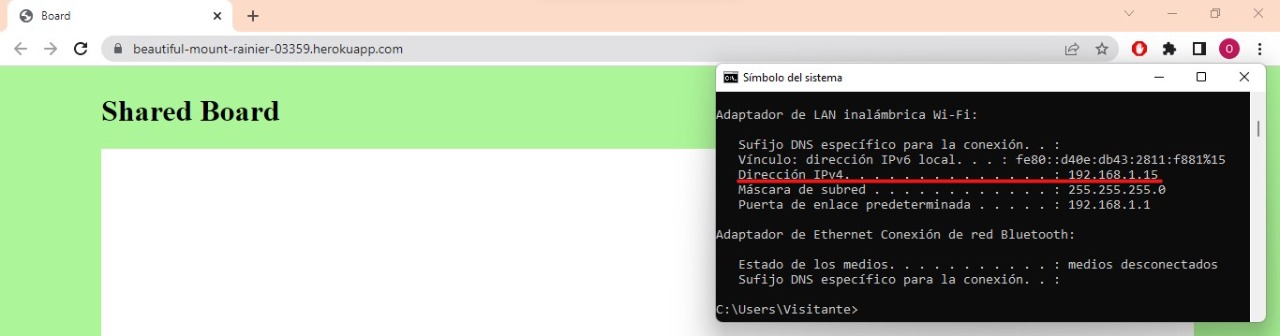 Board
beautiful-mount-rainier-03359.herokuapp.com
O
Shared Board
Símbolo del sistema
Adaptador de LAN inalámbrica Wi-Fi:
Sufijo DNS específico para la conexión. . :
Vínculo: dirección IPv6 local. . . : fe80::d40e:db43:2811:f881%15
Dirección IPv4. . . . . . . . . . . . . . : 192.168.1.15
Máscara de subred . . . . . . . . . . . . : 255.255.255.0
Puerta de enlace predeterminada . . . . . : 192.168.1.1
Adaptador de Ethernet Conexión de red Bluetooth:
Estado de los medios. . . . . . . . . . . : medios desconectados
Sufijo DNS específico para la conexión. . :
C:\Users\Visitante>